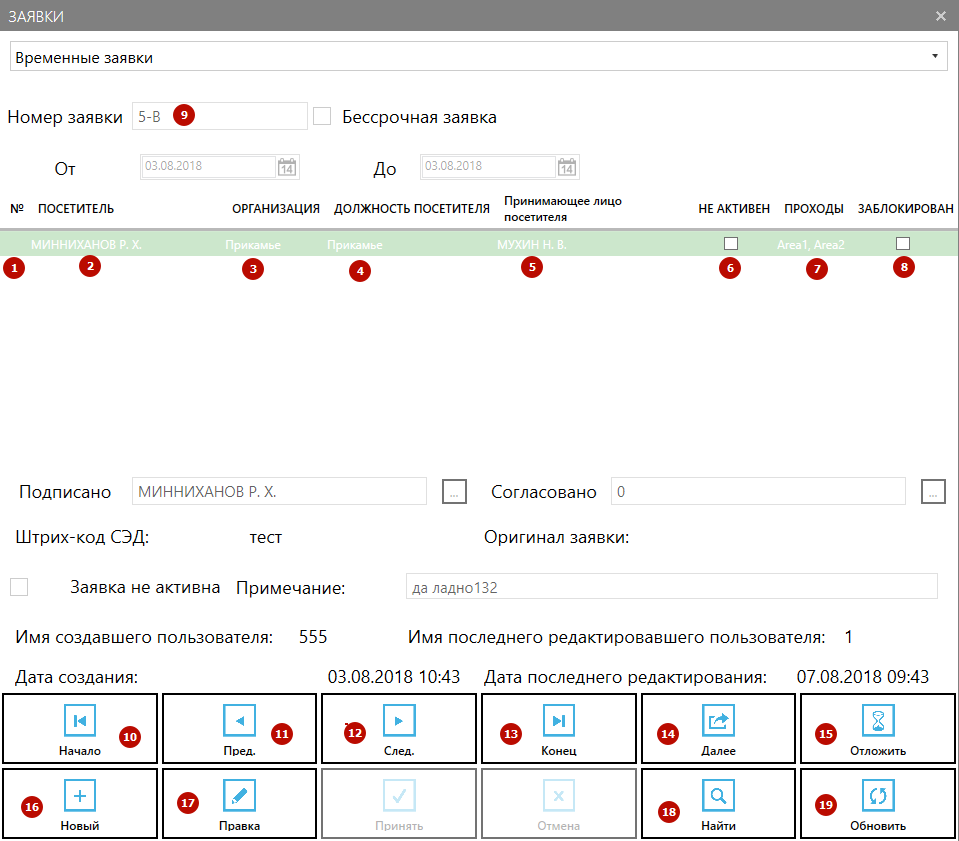 ЗАЯВКИ
Временные заявки
Номер заявки 5-В 9 Бессрочная заявка
От 03.08.2018 14 До 03.08.2018 14
№ ПОСЕТИТЕЛЬ ОРГАНИЗАЦИЯ ДОЛЖНОСТЬ ПОСЕТИТЕЛЯ Принимающее лицо посетителя НЕ АКТИВЕН ПРОХОДЫ ЗАБЛОКИРОВАН
МИННИХАНОВ Р. Х. Прикамье Прикамье МУХИН Н. В. Area1, Area2
1 2 3 4 5 6 7 8
Подписано МИННИХАНОВ Р. Х. ... Согласовано 0 ...
Штрих-код СЭД: тест Оригинал заявки:
Заявка не активна Примечание: да ладно132
Имя создавшего пользователя: 555 Имя последнего редактировавшего пользователя: 1
Дата создания: 03.08.2018 10:43 Дата последнего редактирования: 07.08.2018 09:43
10 11 12 13 14 15
Начало Пред. След. Конец Далее Отложить
16 17 18 19
Новый Правка Принять Отмена Найти Обновить